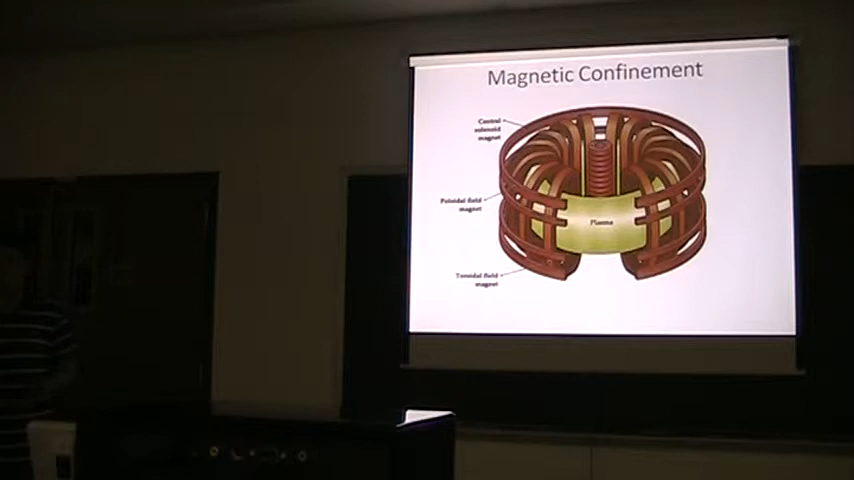 Magnetic Confinement
Central
solenoid
magnet
Poloidal field
magnet
Plasma
Toroidal field
magnet